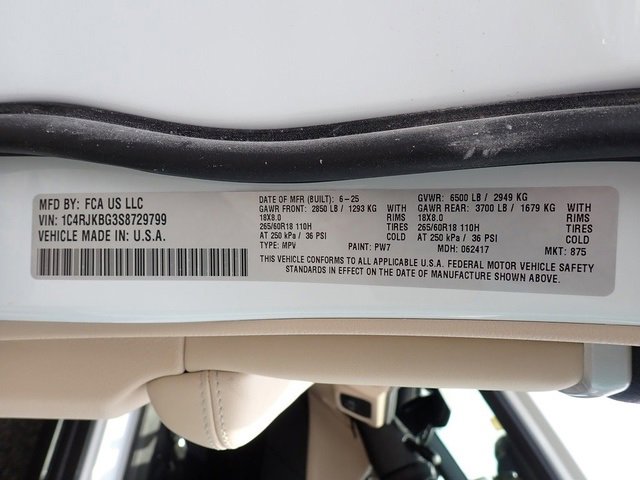 MFD BY: FCA US LLC
VIN: 1C4RJKBG3S8729799
VEHICLE MADE IN: U.S.A.
DATE OF MFR (BUILT): 6-25
GAWR FRONT: 2850 LB / 1293 KG WITH
18X8.0 RIMS
265/60R18 110H TIRES
AT 250 kPa / 36 PSI COLD
TYPE: MPV PAINT: PW7
GVWR: 6500 LB / 2949 KG
GAWR REAR: 3700 LB / 1679 KG WITH
18X8.0 RIMS
265/60R18 110H TIRES
AT 250 kPa / 36 PSI COLD
MDH: 062417 MKT: 875
THIS VEHICLE CONFORMS TO ALL APPLICABLE U.S.A. FEDERAL MOTOR VEHICLE SAFETY
STANDARDS IN EFFECT ON THE DATE OF MANUFACTURE SHOWN ABOVE.